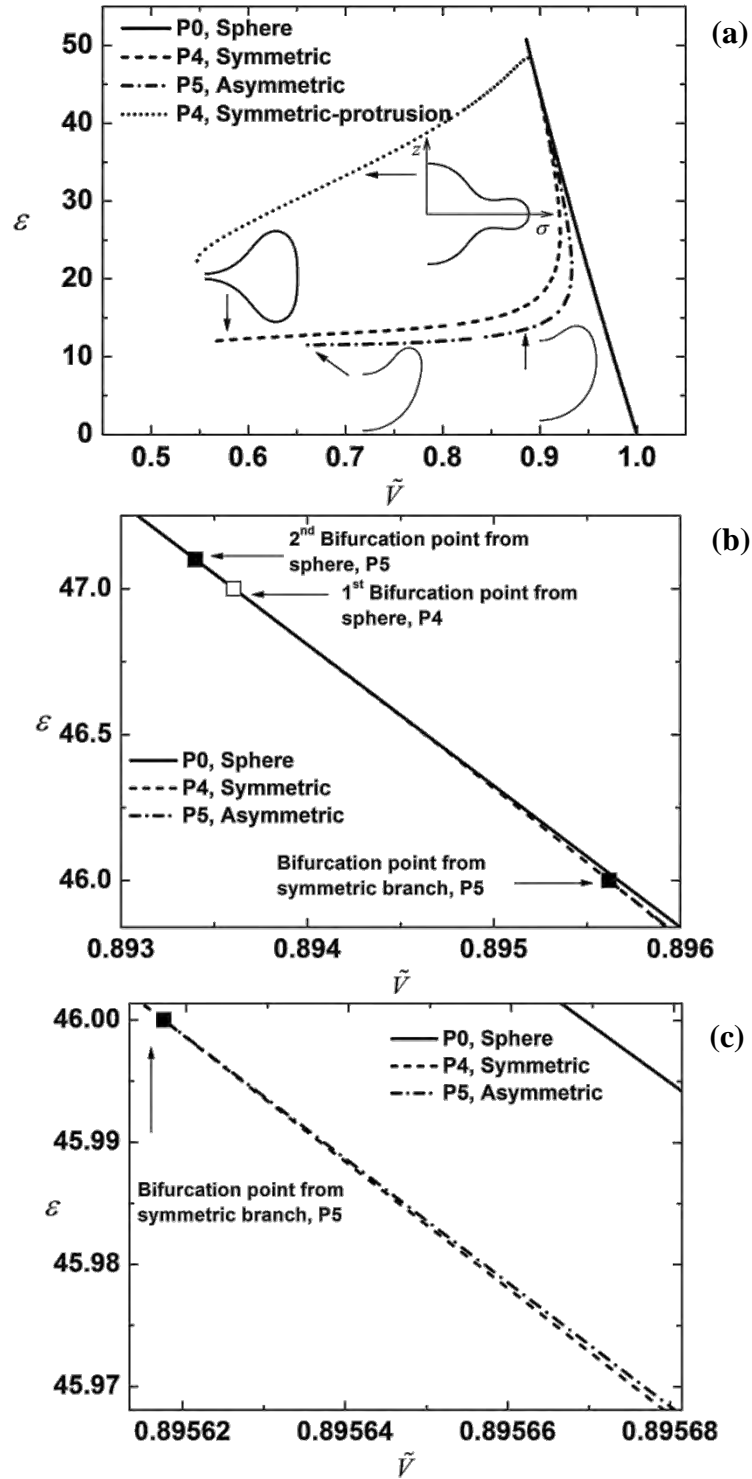 (a)
P0, Sphere
P4, Symmetric
P5, Asymmetric
P4, Symmetric-protrusion
50
40
30
20
10
0
ε
z
σ
0.5 0.6 0.7 0.8 0.9 1.0
Ṽ
(b)
2nd Bifurcation point from
sphere, P5
1st Bifurcation point from
sphere, P4
47.0
46.5
46.0
ε
P0, Sphere
P4, Symmetric
P5, Asymmetric
Bifurcation point from
symmetric branch, P5
0.893 0.894 0.895 0.896
Ṽ
(c)
P0, Sphere
P4, Symmetric
P5, Asymmetric
46.00
45.99
45.98
45.97
ε
Bifurcation point from
symmetric branch, P5
0.89562 0.89564 0.89566 0.89568
Ṽ